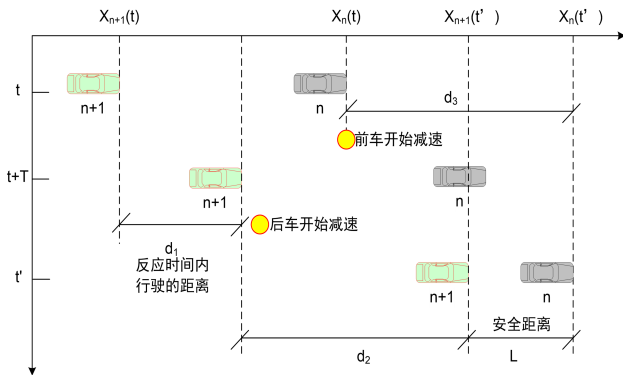 Xn+1(t)
Xn(t)
Xn+1(t’)
Xn(t’)
t
n+1
n
d3
前车开始减速
t+T
n+1
n
后车开始减速
d1
反应时间内
行驶的距离
t'
n+1
n
安全距离
d2
L